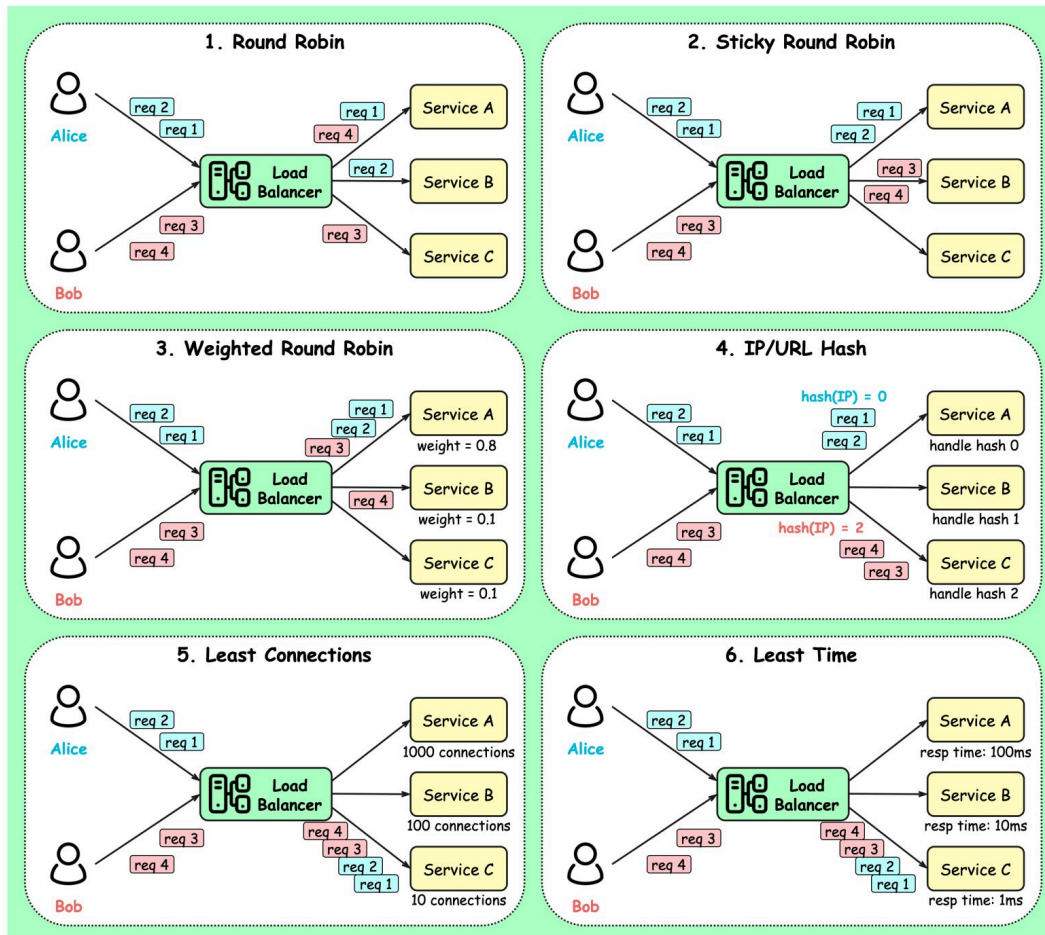 1. Round Robin
Alice
req 2
req 1
Bob
req 3
req 4
Load
Balancer
req 1
req 4
req 2
req 3
Service A
Service B
Service C
2. Sticky Round Robin
Alice
req 2
req 1
Bob
req 3
req 4
Load
Balancer
req 1
req 2
req 3
req 4
Service A
Service B
Service C
3. Weighted Round Robin
Alice
req 2
req 1
Bob
req 3
req 4
Load
Balancer
req 1
req 2
req 3
req 4
Service A
weight = 0.8
Service B
weight = 0.1
Service C
weight = 0.1
4. IP/URL Hash
Alice
req 2
req 1
Bob
req 3
req 4
Load
Balancer
hash(IP) = 0
req 1
req 2
hash(IP) = 2
req 4
req 3
Service A
handle hash 0
Service B
handle hash 1
Service C
handle hash 2
5. Least Connections
Alice
req 2
req 1
Bob
req 3
req 4
Load
Balancer
req 4
req 3
req 2
req 1
Service A
1000 connections
Service B
100 connections
Service C
10 connections
6. Least Time
Alice
req 2
req 1
Bob
req 3
req 4
Load
Balancer
req 4
req 3
req 2
req 1
Service A
resp time: 100ms
Service B
resp time: 10ms
Service C
resp time: 1ms